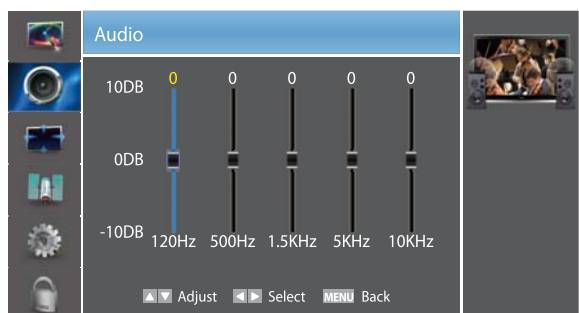 Audio
0 0 0 0 0
10DB
0DB
-10DB
120Hz 500Hz 1.5KHz 5KHz 10KHz
Adjust Select MENU Back